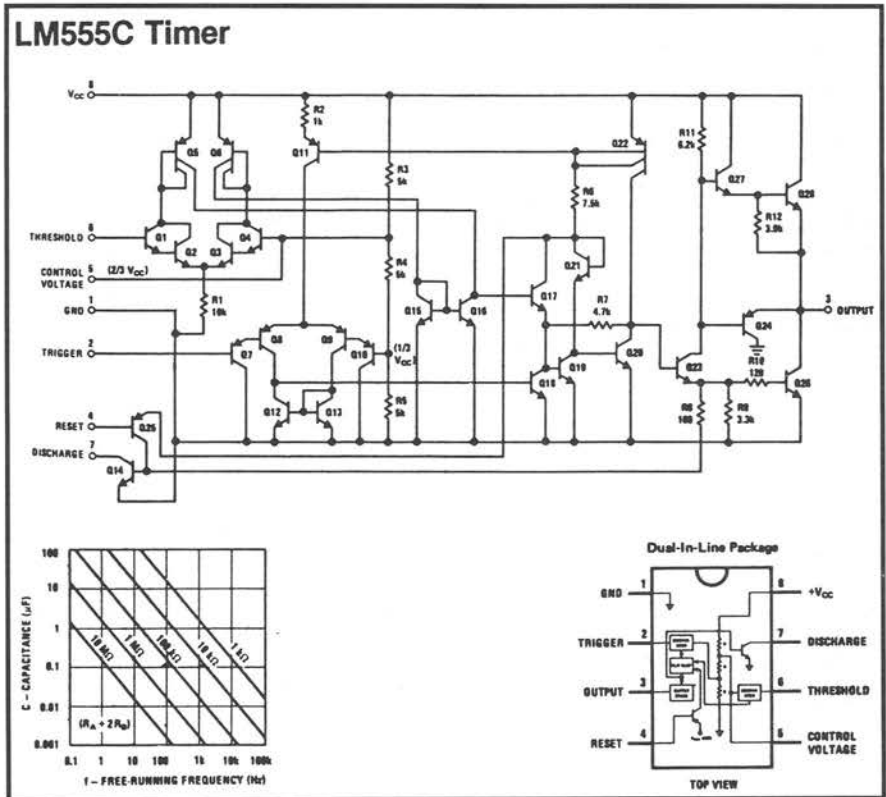 LM555C Timer
8
VCC
R2
1k
Q5
Q6
Q11
Q22
R11
6.2k
Q27
Q28
R3
5k
R6
7.5k
R12
3.9k
THRESHOLD
6
Q1
Q2
Q3
Q4
CONTROL
VOLTAGE
5
(2/3 VCC)
R4
5k
Q21
Q17
R7
4.7k
Q15
Q16
3
OUTPUT
R1
10k
GND
1
Q24
TRIGGER
2
Q7
Q8
Q9
Q10
(1/3
VCC)
Q18
Q19
Q20
Q23
R10
120
Q26
R5
5k
Q12
Q13
R8
100
R9
3.3k
RESET
4
Q25
DISCHARGE
7
Q14
C – CAPACITANCE (µF)
100
10
1
0.1
0.01
0.001
10 MΩ
1 MΩ
100 kΩ
10 kΩ
1 kΩ
(RA + 2RB)
0.1 1 10 100 1k 10k 100k
f – FREE-RUNNING FREQUENCY (Hz)
Dual-In-Line Package
GND 1
8 +VCC
TRIGGER 2
7 DISCHARGE
OUTPUT 3
6 THRESHOLD
RESET 4
5 CONTROL
VOLTAGE
TOP VIEW